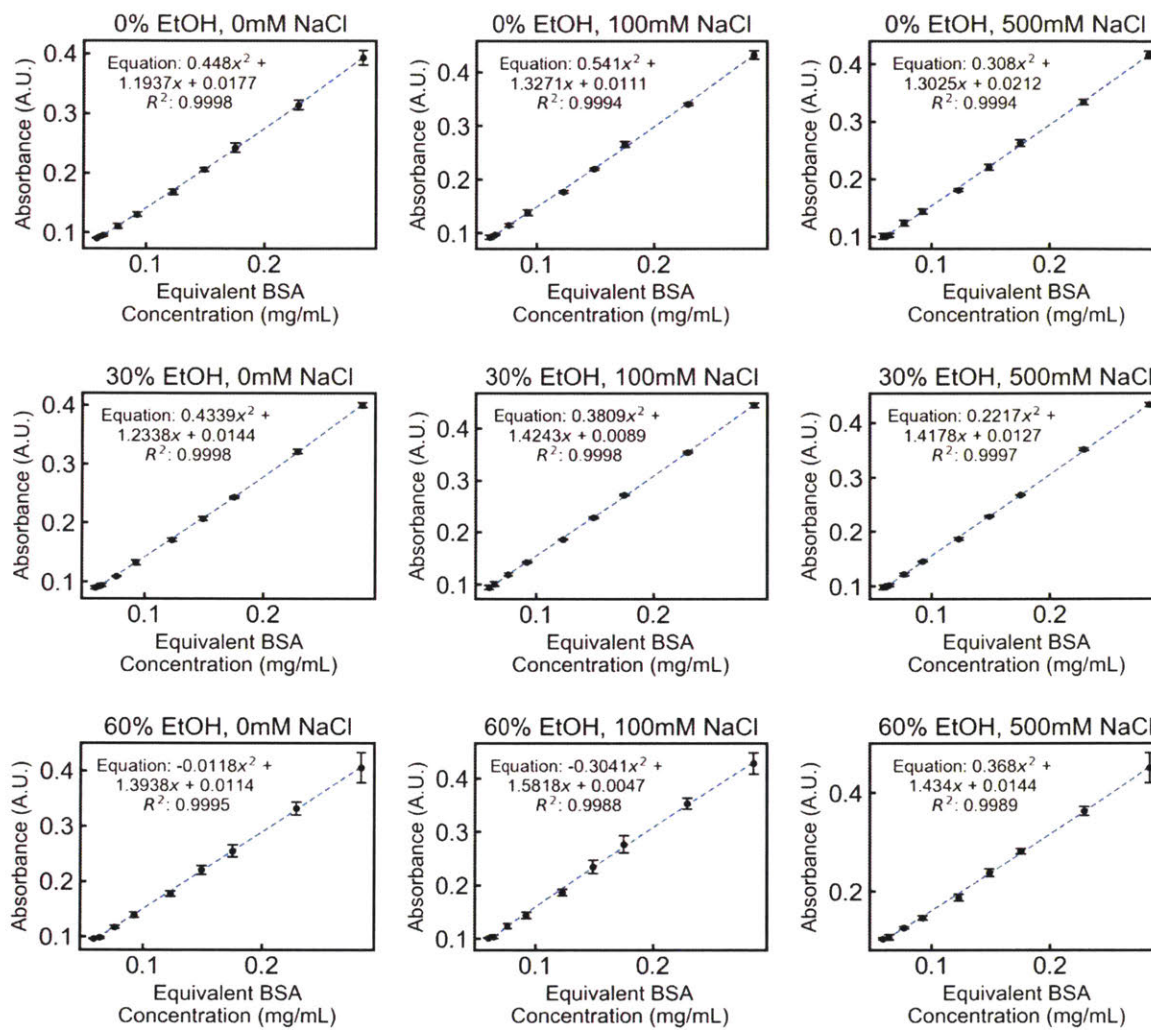 0% EtOH, 0mM NaCl
Equation: 0.448x² +
1.1937x + 0.0177
R²: 0.9998
Absorbance (A.U.)
0.4
0.3
0.2
0.1
0.1
0.2
Equivalent BSA
Concentration (mg/mL)
0% EtOH, 100mM NaCl
Equation: 0.541x² +
1.3271x + 0.0111
R²: 0.9994
Absorbance (A.U.)
0.4
0.3
0.2
0.1
0.1
0.2
Equivalent BSA
Concentration (mg/mL)
0% EtOH, 500mM NaCl
Equation: 0.308x² +
1.3025x + 0.0212
R²: 0.9994
Absorbance (A.U.)
0.4
0.3
0.2
0.1
0.1
0.2
Equivalent BSA
Concentration (mg/mL)
30% EtOH, 0mM NaCl
Equation: 0.4339x² +
1.2338x + 0.0144
R²: 0.9998
Absorbance (A.U.)
0.4
0.3
0.2
0.1
0.1
0.2
Equivalent BSA
Concentration (mg/mL)
30% EtOH, 100mM NaCl
Equation: 0.3809x² +
1.4243x + 0.0089
R²: 0.9998
Absorbance (A.U.)
0.4
0.3
0.2
0.1
0.1
0.2
Equivalent BSA
Concentration (mg/mL)
30% EtOH, 500mM NaCl
Equation: 0.2217x² +
1.4178x + 0.0127
R²: 0.9997
Absorbance (A.U.)
0.4
0.3
0.2
0.1
0.1
0.2
Equivalent BSA
Concentration (mg/mL)
60% EtOH, 0mM NaCl
Equation: -0.0118x² +
1.3938x + 0.0114
R²: 0.9995
Absorbance (A.U.)
0.4
0.3
0.2
0.1
0.1
0.2
Equivalent BSA
Concentration (mg/mL)
60% EtOH, 100mM NaCl
Equation: -0.3041x² +
1.5818x + 0.0047
R²: 0.9988
Absorbance (A.U.)
0.4
0.3
0.2
0.1
0.1
0.2
Equivalent BSA
Concentration (mg/mL)
60% EtOH, 500mM NaCl
Equation: 0.368x² +
1.434x + 0.0144
R²: 0.9989
Absorbance (A.U.)
0.4
0.2
0.1
0.2
Equivalent BSA
Concentration (mg/mL)